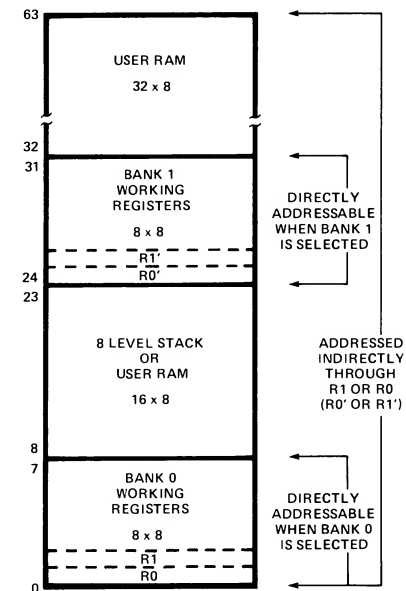 63
USER RAM
32 x 8
32
31
BANK 1
WORKING
REGISTERS
8 x 8
R1'
R0'
24
23
8 LEVEL STACK
OR
USER RAM
16 x 8
8
7
BANK 0
WORKING
REGISTERS
8 x 8
R1
R0
0
DIRECTLY
ADDRESSABLE
WHEN BANK 1
IS SELECTED
ADDRESSED
INDIRECTLY
THROUGH
R1 OR R0
(R0' OR R1')
DIRECTLY
ADDRESSABLE
WHEN BANK 0
IS SELECTED